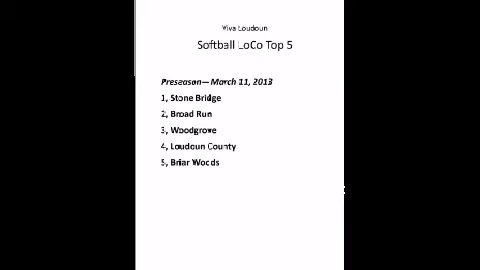 Viva Loudoun
Softball LoCo Top 5
Preseason—March 11, 2013
1, Stone Bridge
2, Broad Run
3, Woodgrove
4, Loudoun County
5, Briar Woods